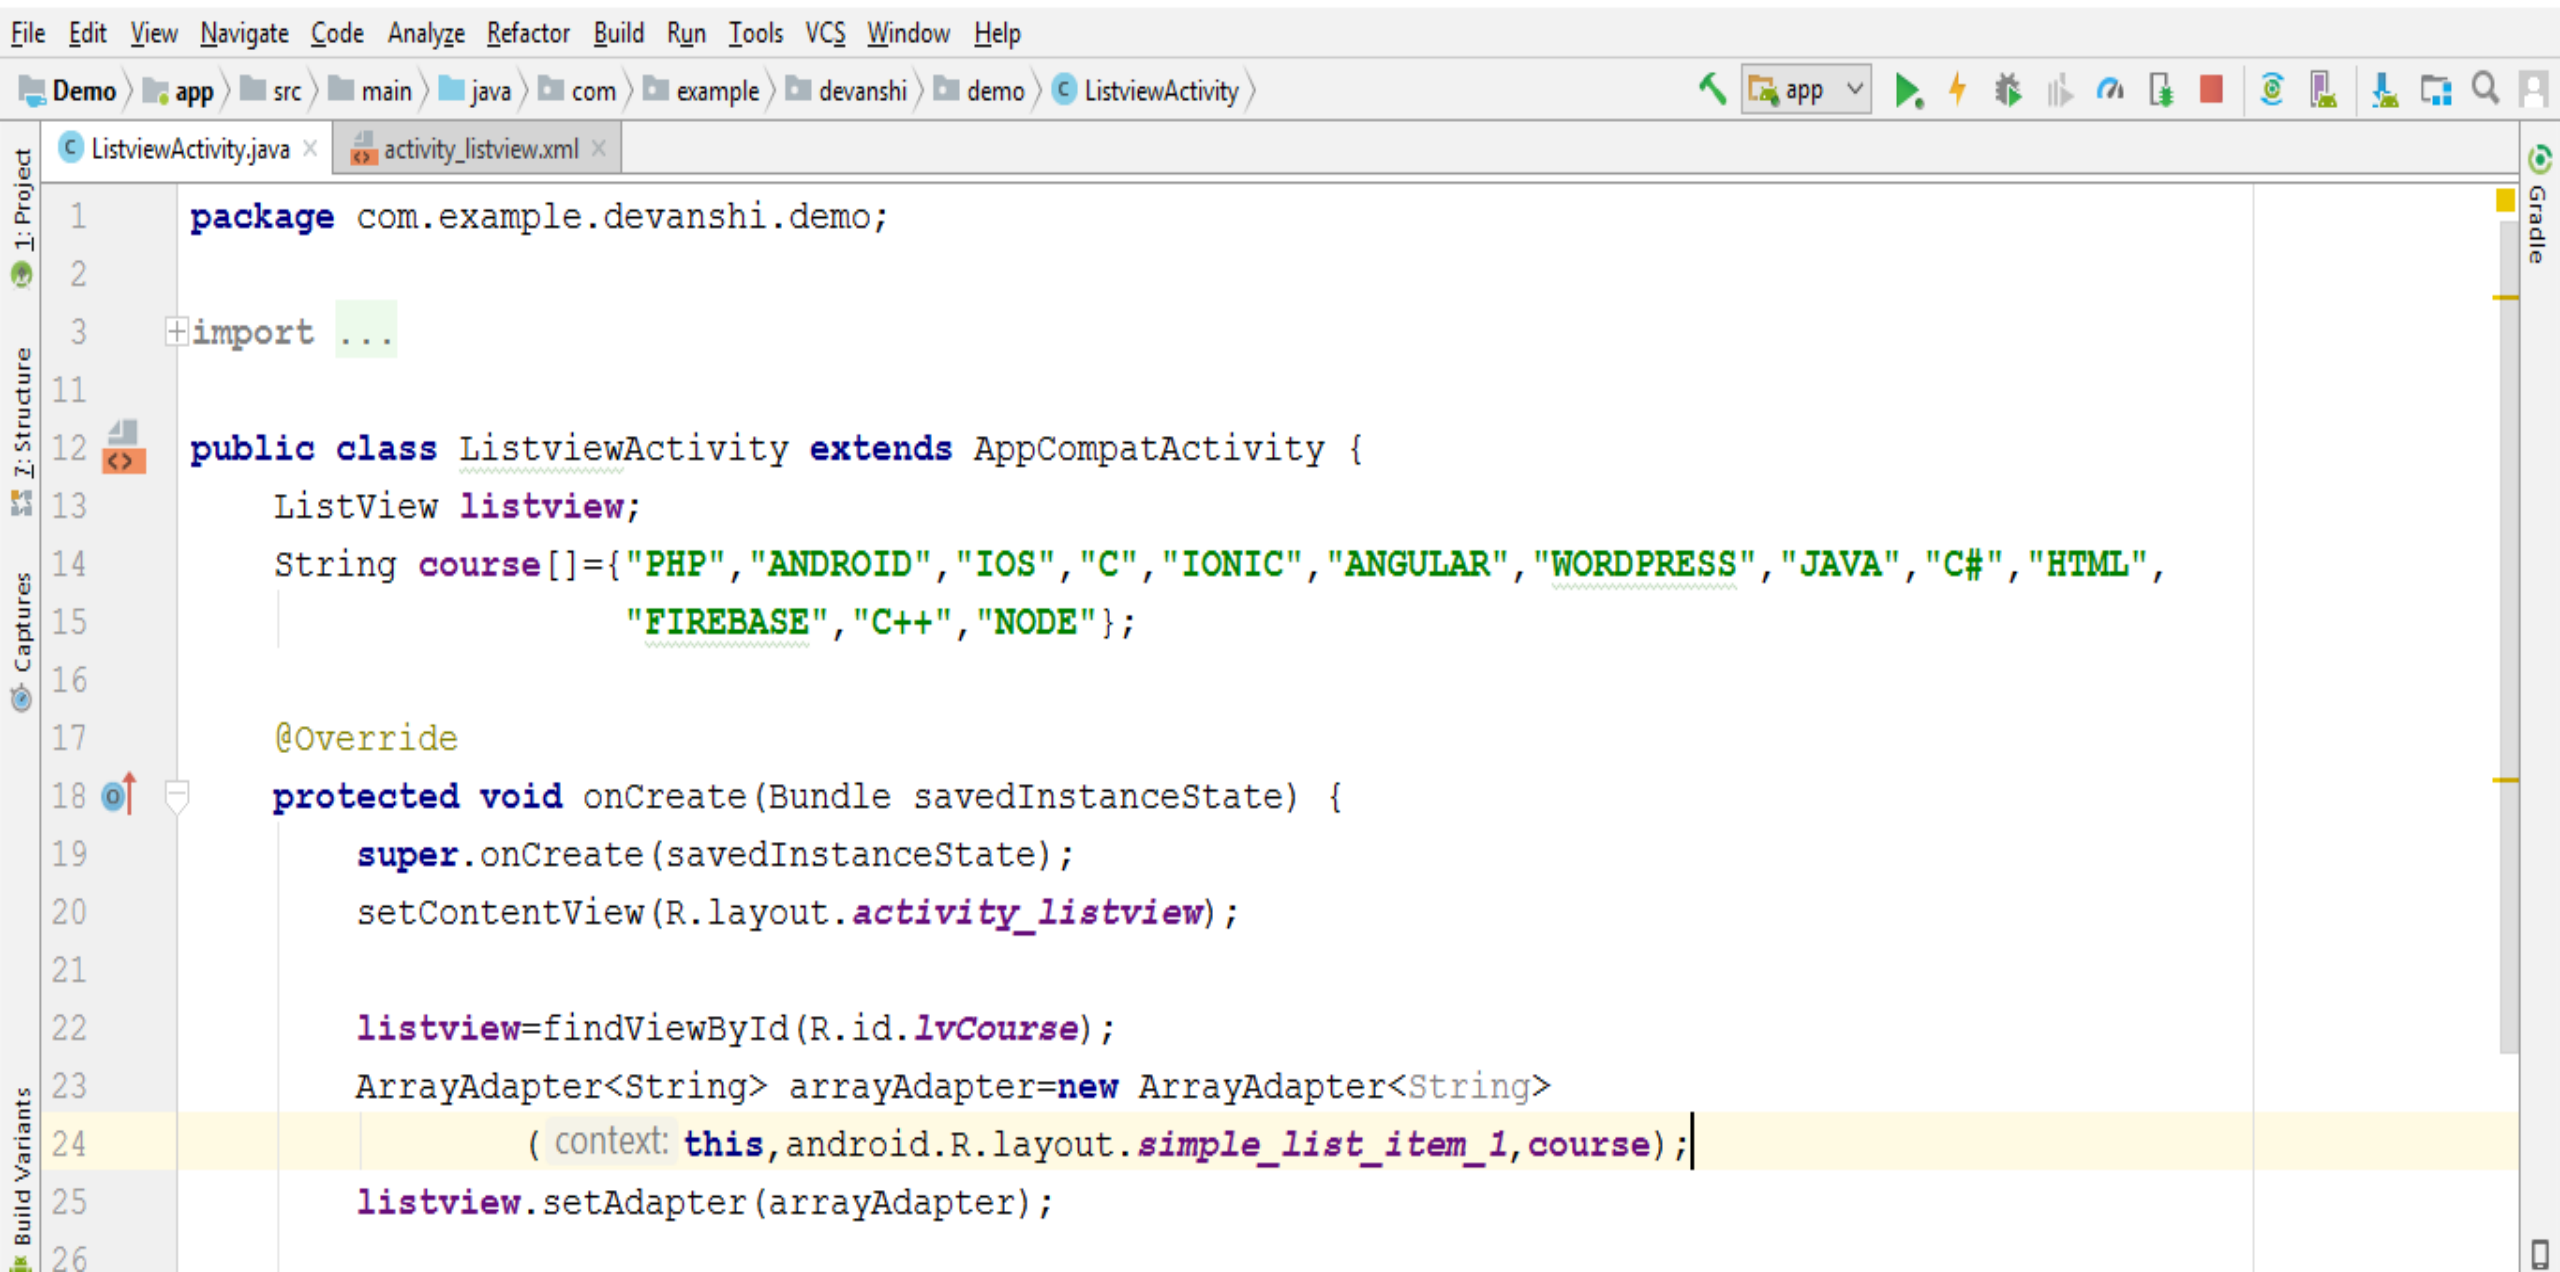 File Edit View Navigate Code Analyze Refactor Build Run Tools VCS Window Help
Demo app src main java com example devanshi demo ListviewActivity app
ListviewActivity.java activity_listview.xml
1: Project
7: Structure
Captures
Build Variants
Gradle
1 package com.example.devanshi.demo;
2
3 import ...
11
12 public class ListviewActivity extends AppCompatActivity {
13 ListView listview;
14 String course[]={"PHP","ANDROID","IOS","C","IONIC","ANGULAR","WORDPRESS","JAVA","C#","HTML",
15 "FIREBASE","C++","NODE"};
16
17 @Override
18 protected void onCreate(Bundle savedInstanceState) {
19 super.onCreate(savedInstanceState);
20 setContentView(R.layout.activity_listview);
21
22 listview=findViewById(R.id.lvCourse);
23 ArrayAdapter<String> arrayAdapter=new ArrayAdapter<String>
24 ( context: this,android.R.layout.simple_list_item_1,course);
25 listview.setAdapter(arrayAdapter);
26